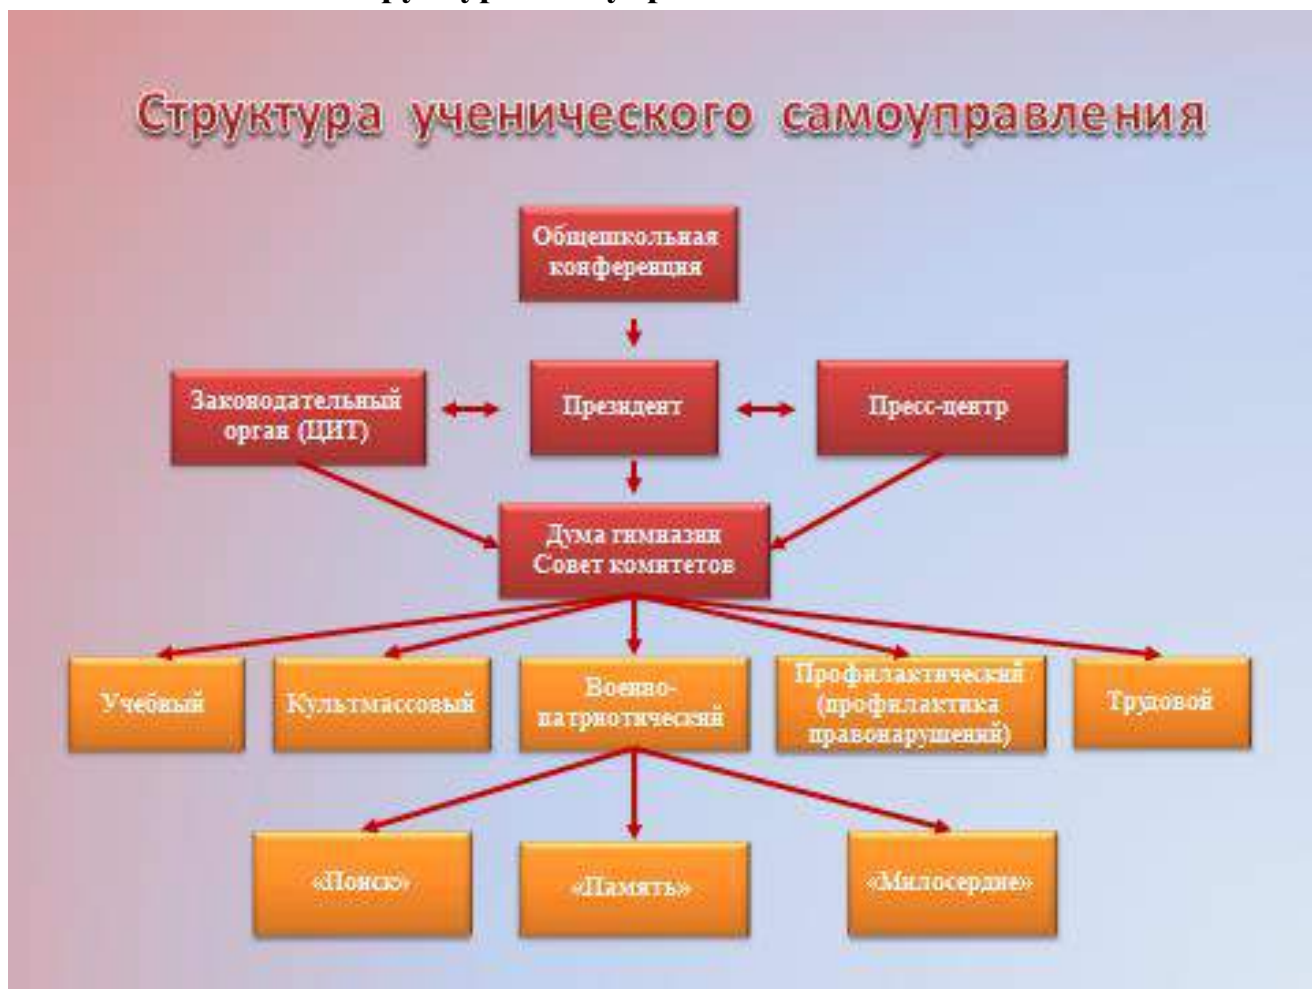 Структура ученического самоуправления
Общешкольная
конференция
Законодательный
орган (ЦИТ)
Президент
Пресс-центр
Дума гимназии
Совет комитетов
Учебный
Культмассовый
Военно-
патриотический
Профилактический
(профилактика
правонарушений)
Трудовой
«Поиск»
«Память»
«Милосердие»